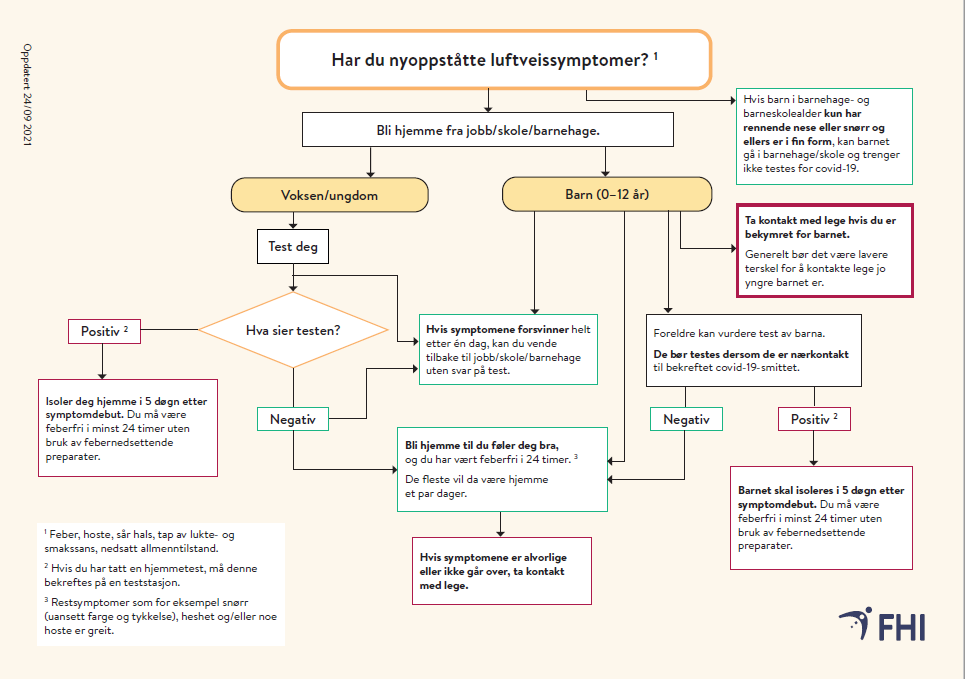 Oppdatert 24/09 2021
Har du nyoppståtte luftveissymptomer? ¹
Hvis barn i barnehage- og
barneskolealder kun har
rennende nese eller snørr og
ellers er i fin form, kan barnet
gå i barnehage/skole og trenger
ikke testes for covid-19.
Bli hjemme fra jobb/skole/barnehage.
Voksen/ungdom
Barn (0–12 år)
Ta kontakt med lege hvis du er
bekymret for barnet.
Generelt bør det være lavere
terskel for å kontakte lege jo
yngre barnet er.
Test deg
Hva sier testen?
Positiv ²
Isoler deg hjemme i 5 døgn etter
symptomdebut. Du må være
feberfri i minst 24 timer uten
bruk av febernedsettende
preparater.
Negativ
Hvis symptomene forsvinner helt
etter én dag, kan du vende
tilbake til jobb/skole/barnehage
uten svar på test.
Foreldre kan vurdere test av barna.
De bør testes dersom de er nærkontakt
til bekreftet covid-19-smittet.
Negativ
Positiv ²
Bli hjemme til du føler deg bra,
og du har vært feberfri i 24 timer. ³
De fleste vil da være hjemme
et par dager.
Barnet skal isoleres i 5 døgn etter
symptomdebut. Du må være
feberfri i minst 24 timer uten
bruk av febernedsettende
preparater.
Hvis symptomene er alvorlige
eller ikke går over, ta kontakt
med lege.
¹ Feber, hoste, sår hals, tap av lukte- og
smakssans, nedsatt allmenntilstand.
² Hvis du har tatt en hjemmetest, må denne
bekreftes på en teststasjon.
³ Restsymptomer som for eksempel snørr
(uansett farge og tykkelse), heshet og/eller noe
hoste er greit.
FHI